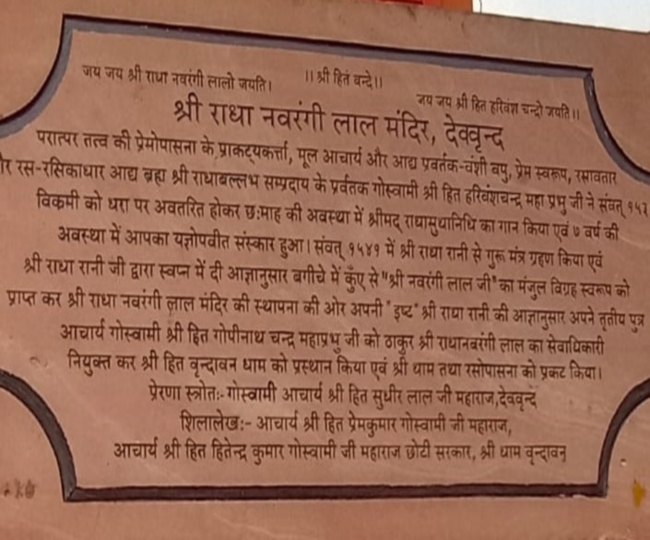 जय जय श्री राधा नवरंगी लालो जयति।
।।श्री हित वन्दे।।
जय जय श्री हित हरिवंश चन्द्रो जयति।।
श्री राधा नवरंगी लाल मंदिर, देववृन्द
परात्पर तत्व की प्रेमोपासना के प्राकट्यकर्त्ता, मूल आचार्य और आद्य प्रवर्तक-वंशी वपु, प्रेम स्वरूप, रसावतार
रस-रसिकाधार आद्य ब्रह्म श्री राधाबल्लभ सम्प्रदाय के प्रर्वतक गोस्वामी श्री हित हरिवंशचन्द्र महा प्रभु जी ने संवत्
विक्रमी को धरा पर अवतरित होकर छःमाह की अवस्था में श्रीमद् राधासुधानिधि का गान किया एवं ७ वर्ष की
अवस्था में आपका यज्ञोपवीत संस्कार हुआ। संवत् १५४१ में श्री राधा रानी से गुरू मंत्र ग्रहण किया एवं
श्री राधा रानी जी द्वारा स्वप्न में दी आज्ञानुसार बगीचे में कुँए से "श्री नवरंगी लाल जी" का मंजुल विग्रह स्वरूप को
प्राप्त कर श्री राधा नवरंगी लाल मंदिर की स्थापना की ओर अपनी "इष्ट" श्री राधा रानी की आज्ञानुसार अपने तृतीय पुत्र
आचार्य गोस्वामी श्री हित गोपीनाथ चन्द्र महाप्रभु जी को ठाकुर श्री राधानवरंगी लाल का सेवाधिकारी
नियुक्त कर श्री हित वृन्दावन धाम को प्रस्थान किया एवं श्री धाम तथा रसोपासना को प्रकट किया।
प्रेरणा स्त्रोतः- गोस्वामी आचार्य श्री हित सुधीर लाल जी महाराज,देववृन्द
शिलालेखः- आचार्य श्री हित प्रेमकुमार गोस्वामी जी महाराज,
आचार्य श्री हित हितेन्द्र कुमार गोस्वामी जी महाराज छोटी सरकार, श्री धाम वृन्दावन